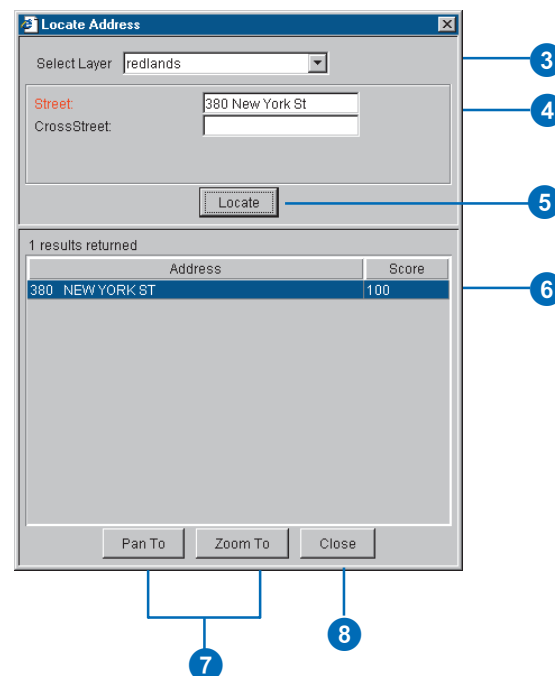 Locate Address
Select Layer redlands
3
Street: 380 New York St
4
CrossStreet:
Locate
5
1 results returned
Address Score
380 NEW YORK ST 100
6
Pan To Zoom To Close
7
8